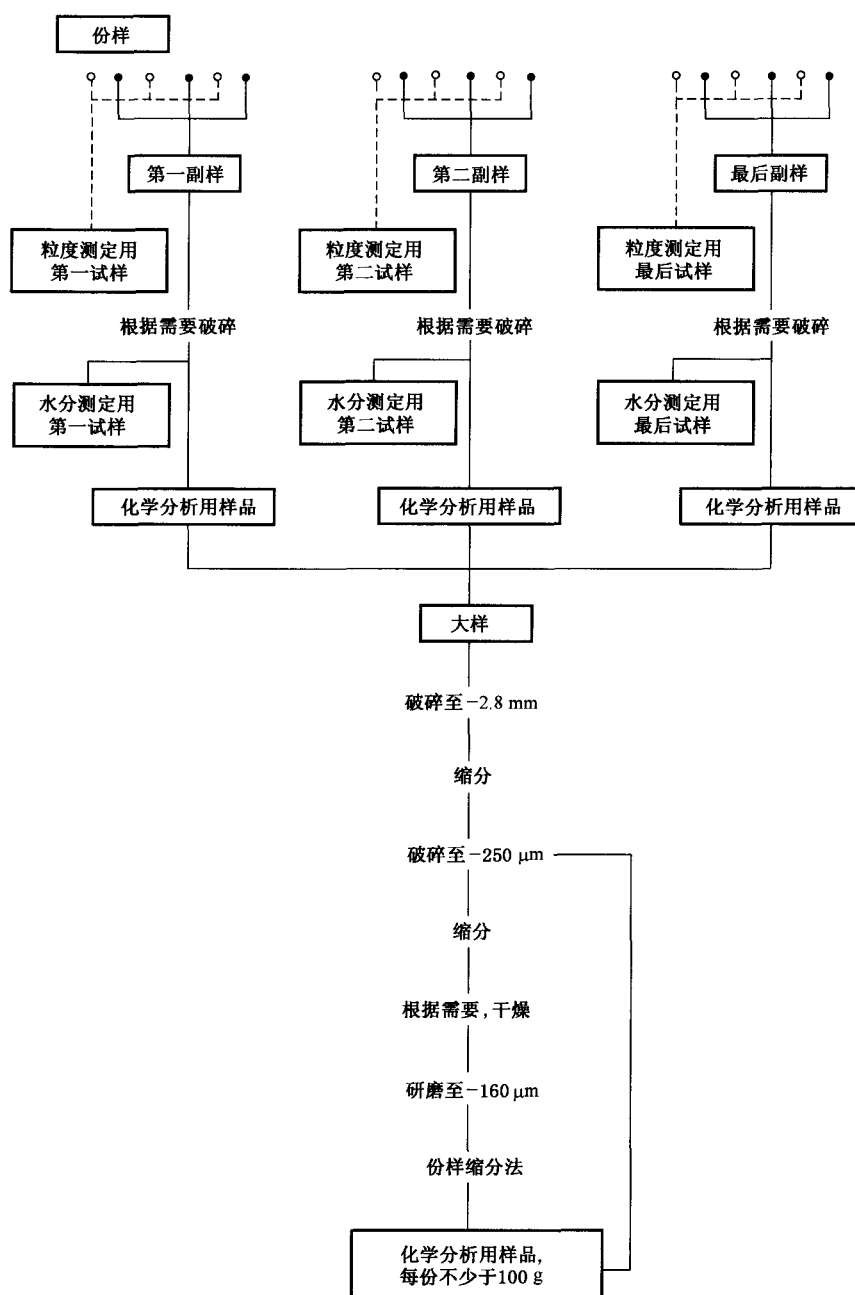 份样
第一副样
第二副样
最后副样
粒度测定用
第一试样
粒度测定用
第二试样
粒度测定用
最后试样
根据需要破碎
根据需要破碎
根据需要破碎
水分测定用
第一试样
水分测定用
第二试样
水分测定用
最后试样
化学分析用样品
化学分析用样品
化学分析用样品
大样
破碎至-2.8 mm
缩分
破碎至-250 μm
缩分
根据需要,干燥
研磨至-160 μm
份样缩分法
化学分析用样品,
每份不少于100 g